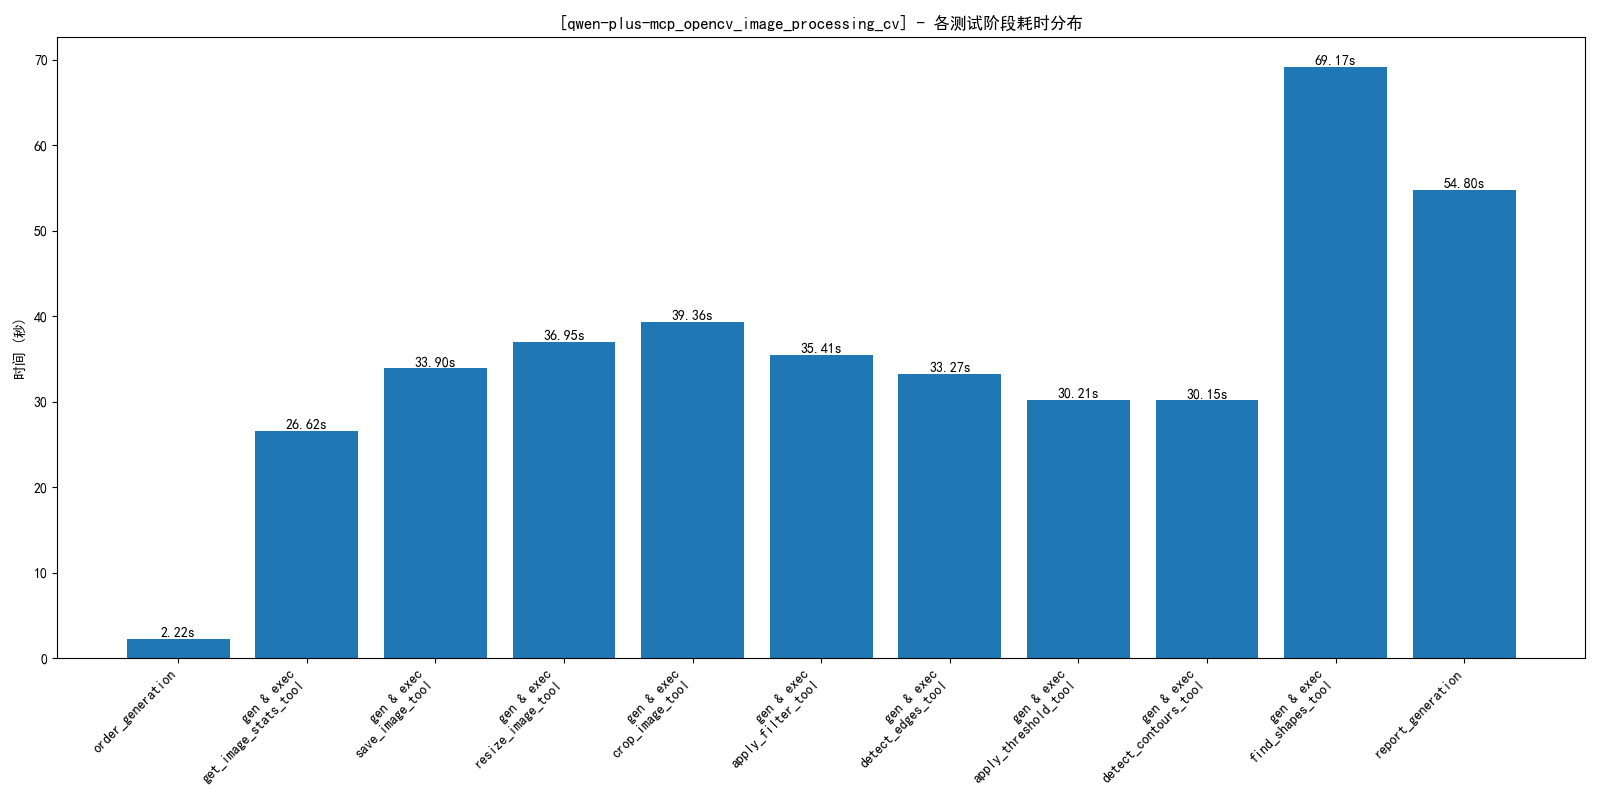 [qwen-plus-mcp_opencv_image_processing_cv] - 各测试阶段耗时分布
时间 (秒)
70
60
50
40
30
20
10
0
2.22s
26.62s
33.90s
36.95s
39.36s
35.41s
33.27s
30.21s
30.15s
69.17s
54.80s
order_generation
gen & exec
get_image_stats_tool
gen & exec
save_image_tool
gen & exec
resize_image_tool
gen & exec
crop_image_tool
gen & exec
apply_filter_tool
gen & exec
detect_edges_tool
gen & exec
apply_threshold_tool
gen & exec
detect_contours_tool
gen & exec
find_shapes_tool
report_generation